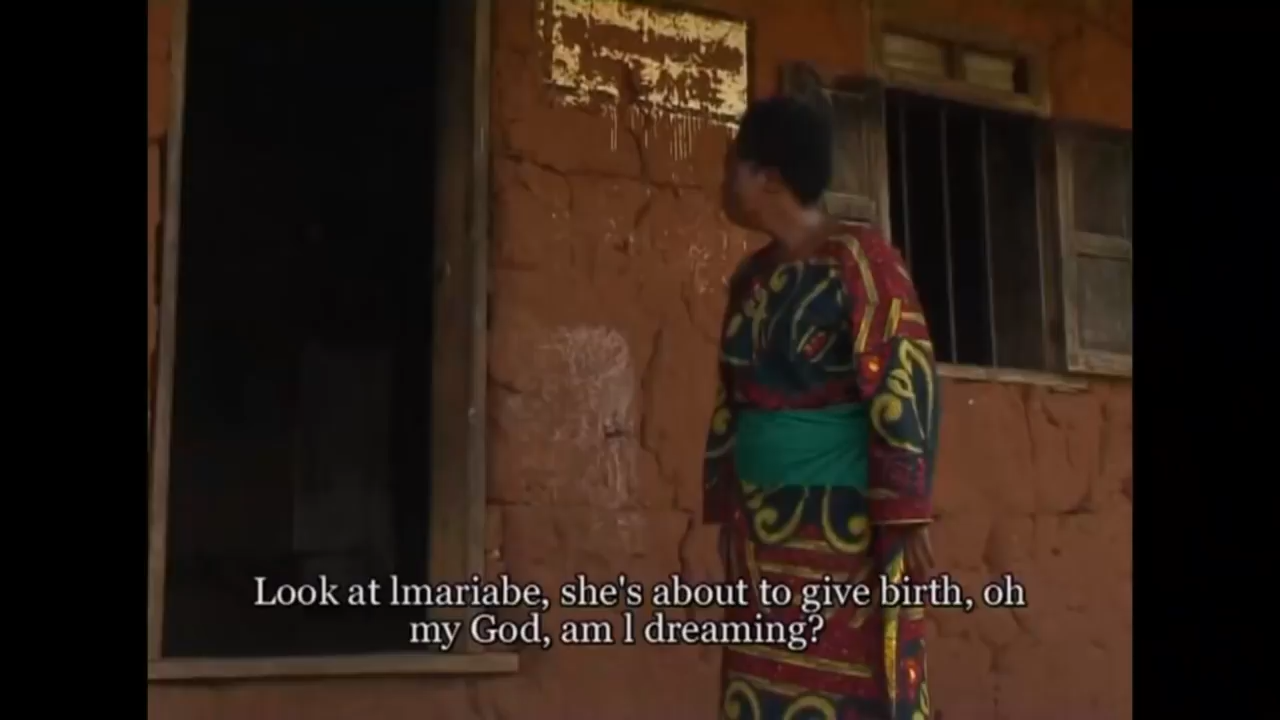 Look at lmariabe, she's about to give birth, oh
my God, am l dreaming?